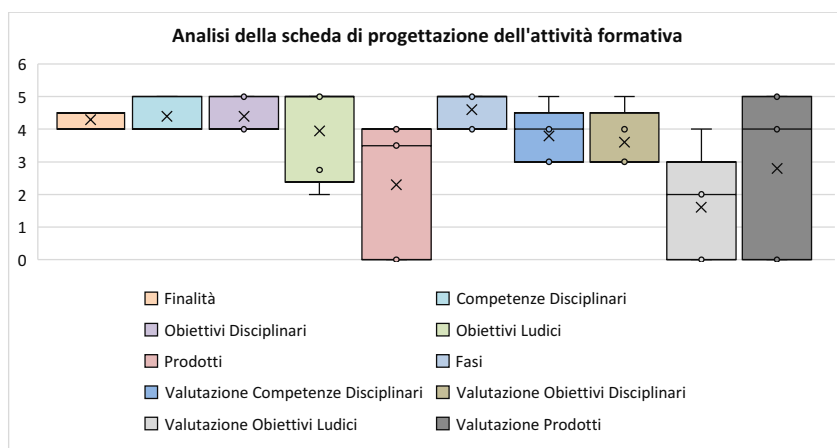 Analisi della scheda di progettazione dell'attività formativa
6
5
4
3
2
1
0
Finalità
Competenze Disciplinari
Obiettivi Disciplinari
Obiettivi Ludici
Prodotti
Fasi
Valutazione Competenze Disciplinari
Valutazione Obiettivi Disciplinari
Valutazione Obiettivi Ludici
Valutazione Prodotti